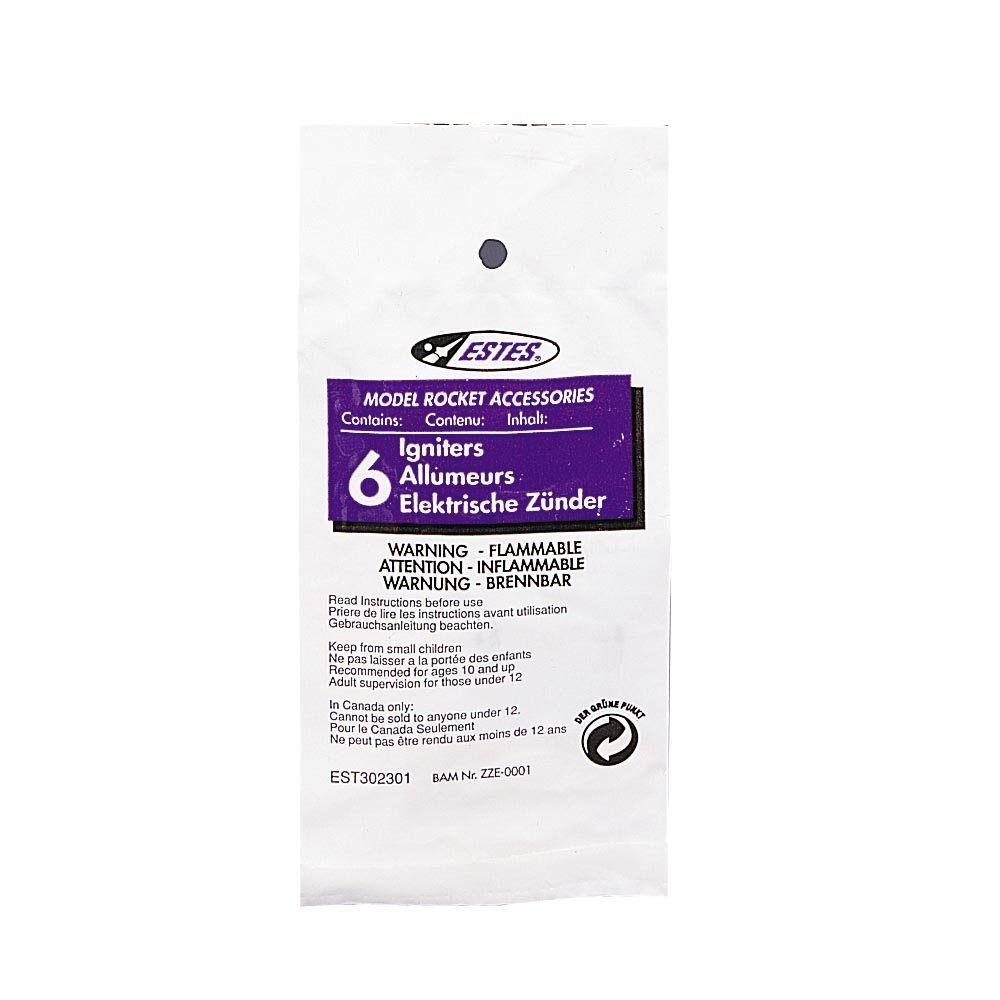 ESTES®
MODEL ROCKET ACCESSORIES
Contains: Contenu: Inhalt:
6 Igniters
Allumeurs
Elektrische Zünder
WARNING - FLAMMABLE
ATTENTION - INFLAMMABLE
WARNUNG - BRENNBAR
Read Instructions before use
Priere de lire les instructions avant utilisation
Gebrauchsanleitung beachten.
Keep from small children
Ne pas laisser a la portée des enfants
Recommended for ages 10 and up
Adult supervision for those under 12
In Canada only:
Cannot be sold to anyone under 12.
Pour le Canada Seulement
Ne peut pas être rendu aux moins de 12 ans
DER GRÜNE PUNKT
EST302301 BAM Nr. ZZE-0001